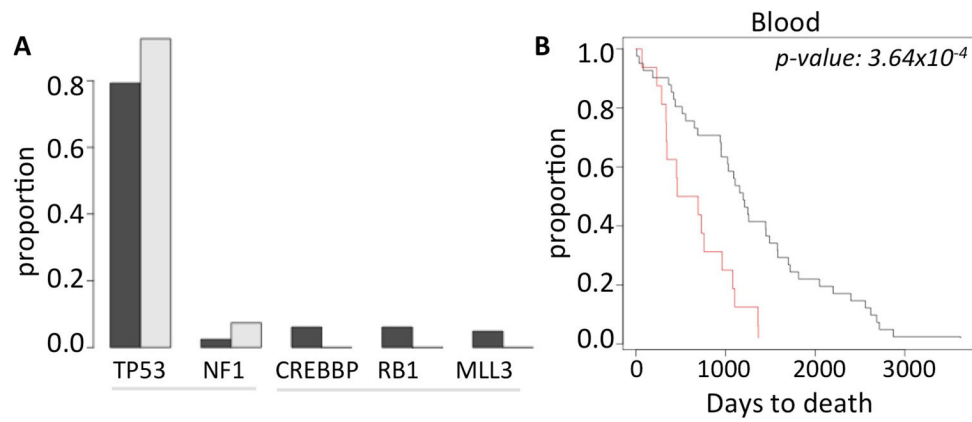 A
proportion
0.8
0.6
0.4
0.2
0.0
TP53 NF1 CREBBP RB1 MLL3
B
Blood
p-value: 3.64x10-4
proportion
1.0
0.8
0.6
0.4
0.2
0.0
0 1000 2000 3000
Days to death